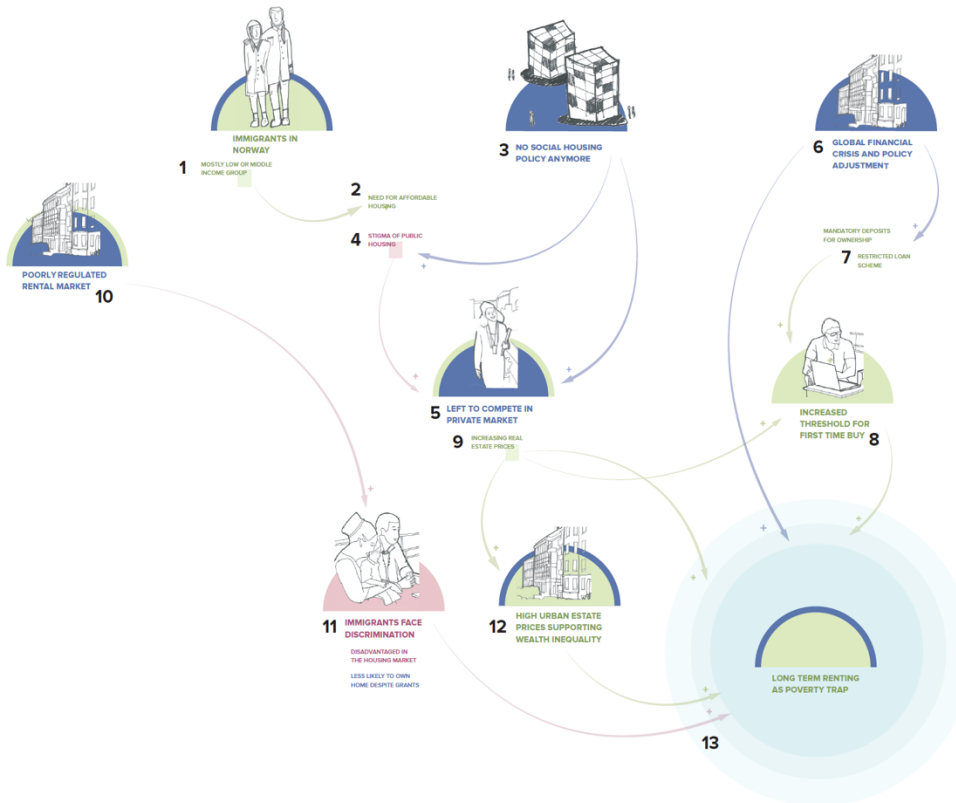 IMMIGRANTS IN
NORWAY
1
MOSTLY LOW OR MIDDLE
INCOME GROUP
2
NEED FOR AFFORDABLE
HOUSING
3
NO SOCIAL HOUSING
POLICY ANYMORE
4
STIGMA OF PUBLIC
HOUSING
+
5
LEFT TO COMPETE IN
PRIVATE MARKET
+
+
6
GLOBAL FINANCIAL
CRISIS AND POLICY
ADJUSTMENT
+
MANDATORY DEPOSITS
FOR OWNERSHIP
7
RESTRICTED LOAN
SCHEME
+
INCREASED
THRESHOLD FOR
FIRST TIME BUY
8
+
9
INCREASING REAL
ESTATE PRICES
POORLY REGULATED
RENTAL MARKET
10
+
11
IMMIGRANTS FACE
DISCRIMINATION
DISADVANTAGED IN
THE HOUSING MARKET
LESS LIKELY TO OWN
HOME DESPITE GRANTS
+
12
HIGH URBAN ESTATE
PRICES SUPPORTING
WEALTH INEQUALITY
+
+
+
LONG TERM RENTING
AS POVERTY TRAP
+
+
13